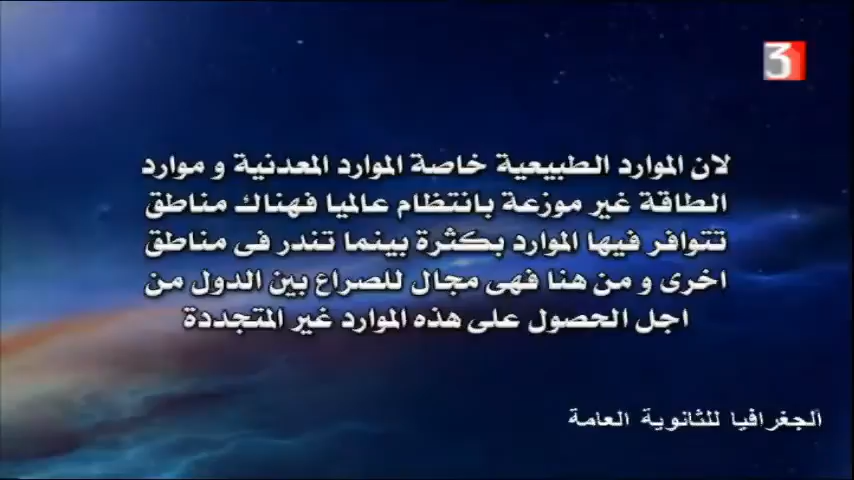 3
لان الموارد الطبيعية خاصة الموارد المعدنية و موارد
الطاقة غير موزعة بانتظام عالميا فهناك مناطق
تتوافر فيها الموارد بكثرة بينما تندر فى مناطق
اخرى و من هنا فهى مجال للصراع بين الدول من
اجل الحصول على هذه الموارد غير المتجددة
الجغرافيا للثانوية العامة